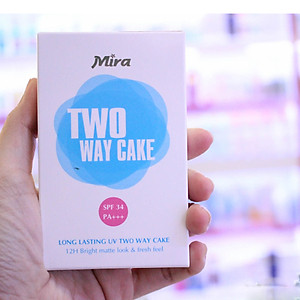 Mira
TWO
WAY CAKE
SPF 34
PA+++
LONG LASTING UV TWO WAY CAKE
12H Bright matte look & fresh feel